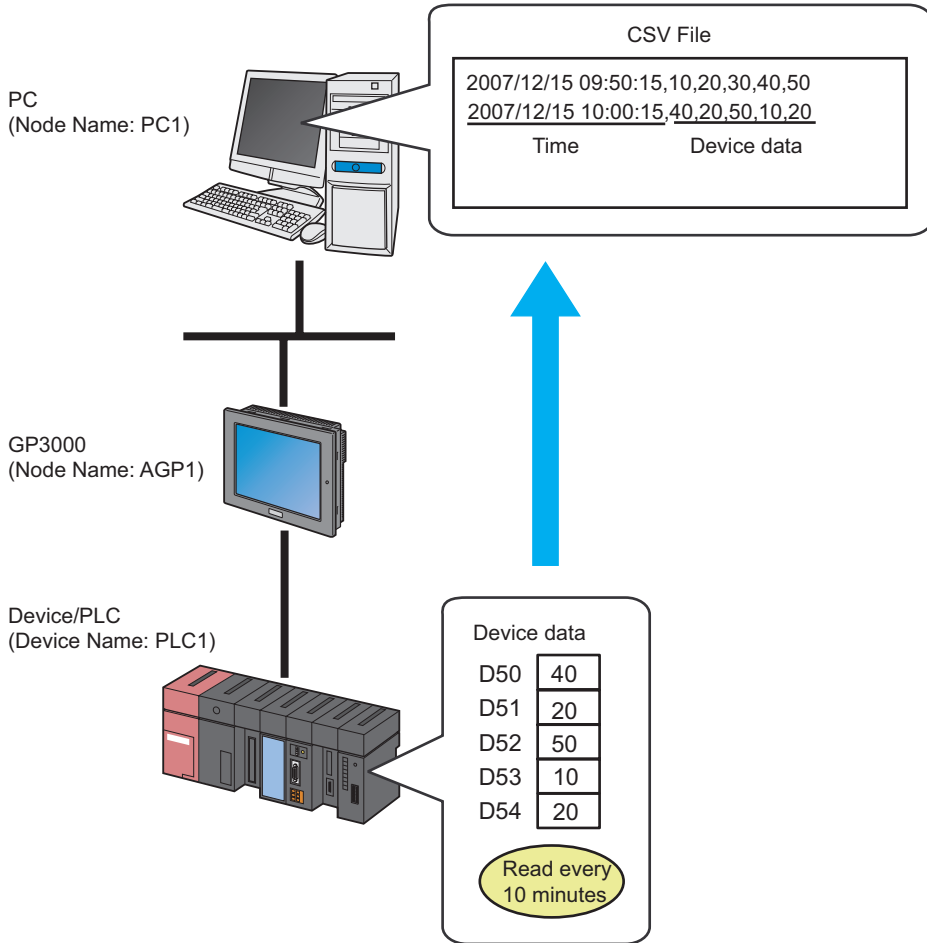 CSV File
2007/12/15 09:50:15,10,20,30,40,50
2007/12/15 10:00:15,40,20,50,10,20
Time Device data
PC
(Node Name: PC1)
GP3000
(Node Name: AGP1)
Device/PLC
(Device Name: PLC1)
Device data
D50 40
D51 20
D52 50
D53 10
D54 20
Read every
10 minutes